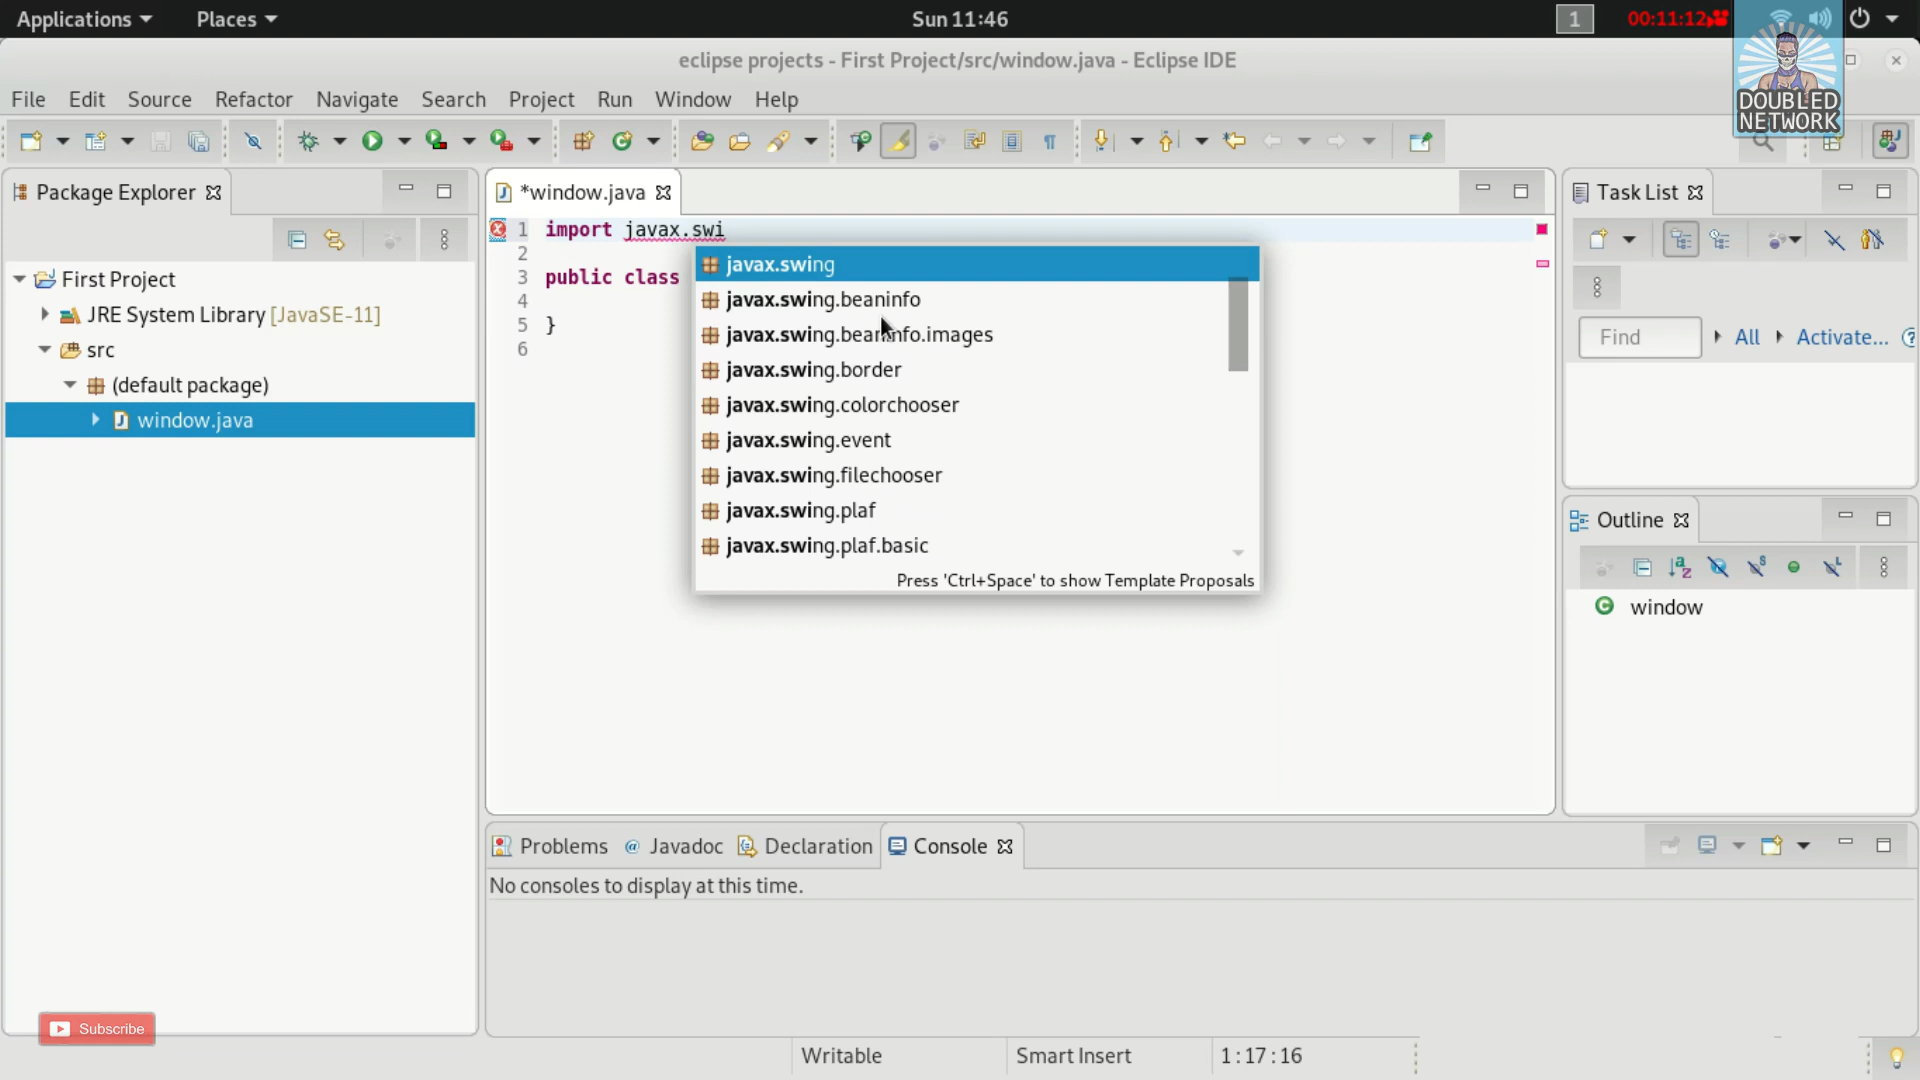 Applications Places Sun 11:46 1 00:11:12
eclipse projects - First Project/src/window.java - Eclipse IDE
DOUBLED
NETWORK
File Edit Source Refactor Navigate Search Project Run Window Help
Package Explorer
First Project
JRE System Library [JavaSE-11]
src
(default package)
window.java
*window.java
1 import javax.swi
2
3 public class
4
5 }
6
javax.swing
javax.swing.beaninfo
javax.swing.beaninfo.images
javax.swing.border
javax.swing.colorchooser
javax.swing.event
javax.swing.filechooser
javax.swing.plaf
javax.swing.plaf.basic
Press 'Ctrl+Space' to show Template Proposals
Task List
Find All Activate...
Outline
window
Problems @ Javadoc Declaration Console
No consoles to display at this time.
Subscribe
Writable Smart Insert 1:17:16